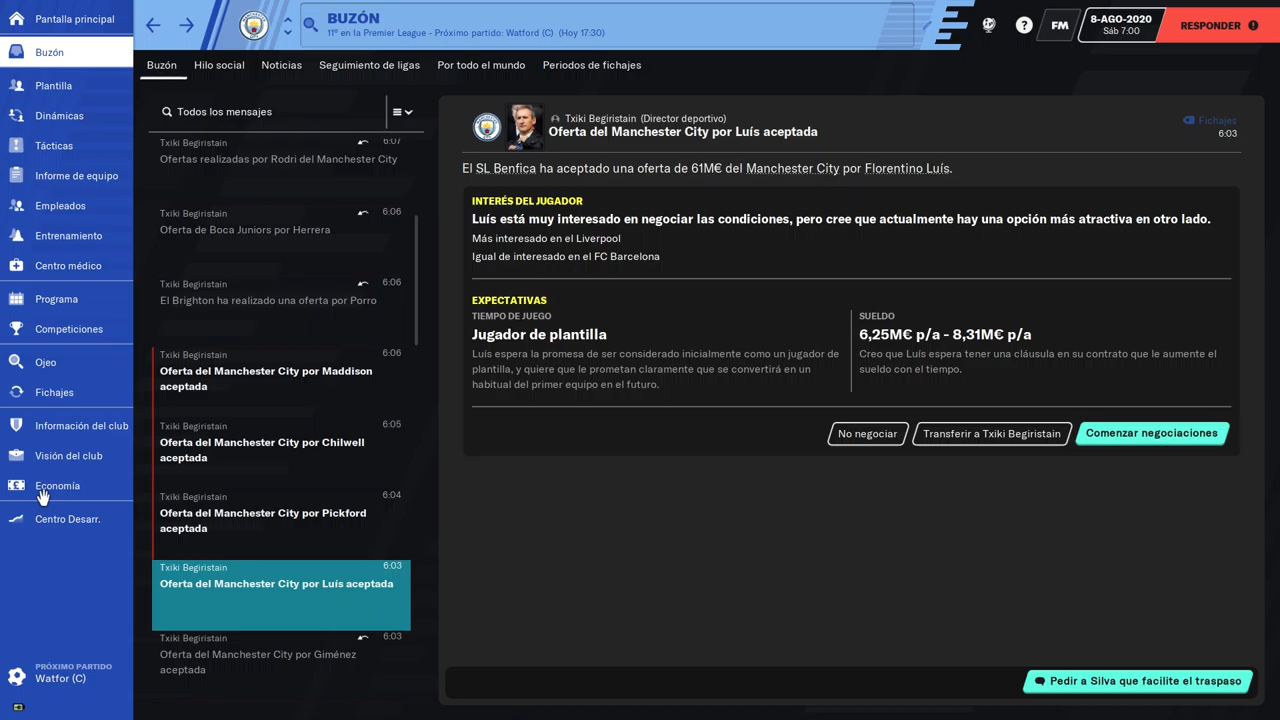 Pantalla principal
Buzón
Plantilla
Dinámicas
Tácticas
Informe de equipo
Empleados
Entrenamiento
Centro médico
Programa
Competiciones
Ojeo
Fichajes
Información del club
Visión del club
Economía
Centro Desarr.
PRÓXIMO PARTIDO
Watfor (C)
BUZÓN
11º en la Premier League - Próximo partido: Watford (C) (Hoy 17:30)
FM
8-AGO-2020
Sáb 7:00
RESPONDER
Buzón
Hilo social
Noticias
Seguimiento de ligas
Por todo el mundo
Periodos de fichajes
Todos los mensajes
Txiki Begiristain 6:07
Ofertas realizadas por Rodri del Manchester City
Txiki Begiristain 6:06
Oferta de Boca Juniors por Herrera
Txiki Begiristain 6:06
El Brighton ha realizado una oferta por Porro
Txiki Begiristain 6:06
Oferta del Manchester City por Maddison
aceptada
Txiki Begiristain 6:05
Oferta del Manchester City por Chilwell
aceptada
Txiki Begiristain 6:04
Oferta del Manchester City por Pickford
aceptada
Txiki Begiristain 6:03
Oferta del Manchester City por Luís aceptada
Txiki Begiristain 6:03
Oferta del Manchester City por Giménez
aceptada
Txiki Begiristain (Director deportivo)
Oferta del Manchester City por Luís aceptada
Fichajes
6:03
El SL Benfica ha aceptado una oferta de 61M€ del Manchester City por Florentino Luís.
INTERÉS DEL JUGADOR
Luís está muy interesado en negociar las condiciones, pero cree que actualmente hay una opción más atractiva en otro lado.
Más interesado en el Liverpool
Igual de interesado en el FC Barcelona
EXPECTATIVAS
TIEMPO DE JUEGO
Jugador de plantilla
Luís espera la promesa de ser considerado inicialmente como un jugador de
plantilla, y quiere que le prometan claramente que se convertirá en un
habitual del primer equipo en el futuro.
SUELDO
6,25M€ p/a - 8,31M€ p/a
Creo que Luís espera tener una cláusula en su contrato que le aumente el
sueldo con el tiempo.
No negociar
Transferir a Txiki Begiristain
Comenzar negociaciones
Pedir a Silva que facilite el traspaso